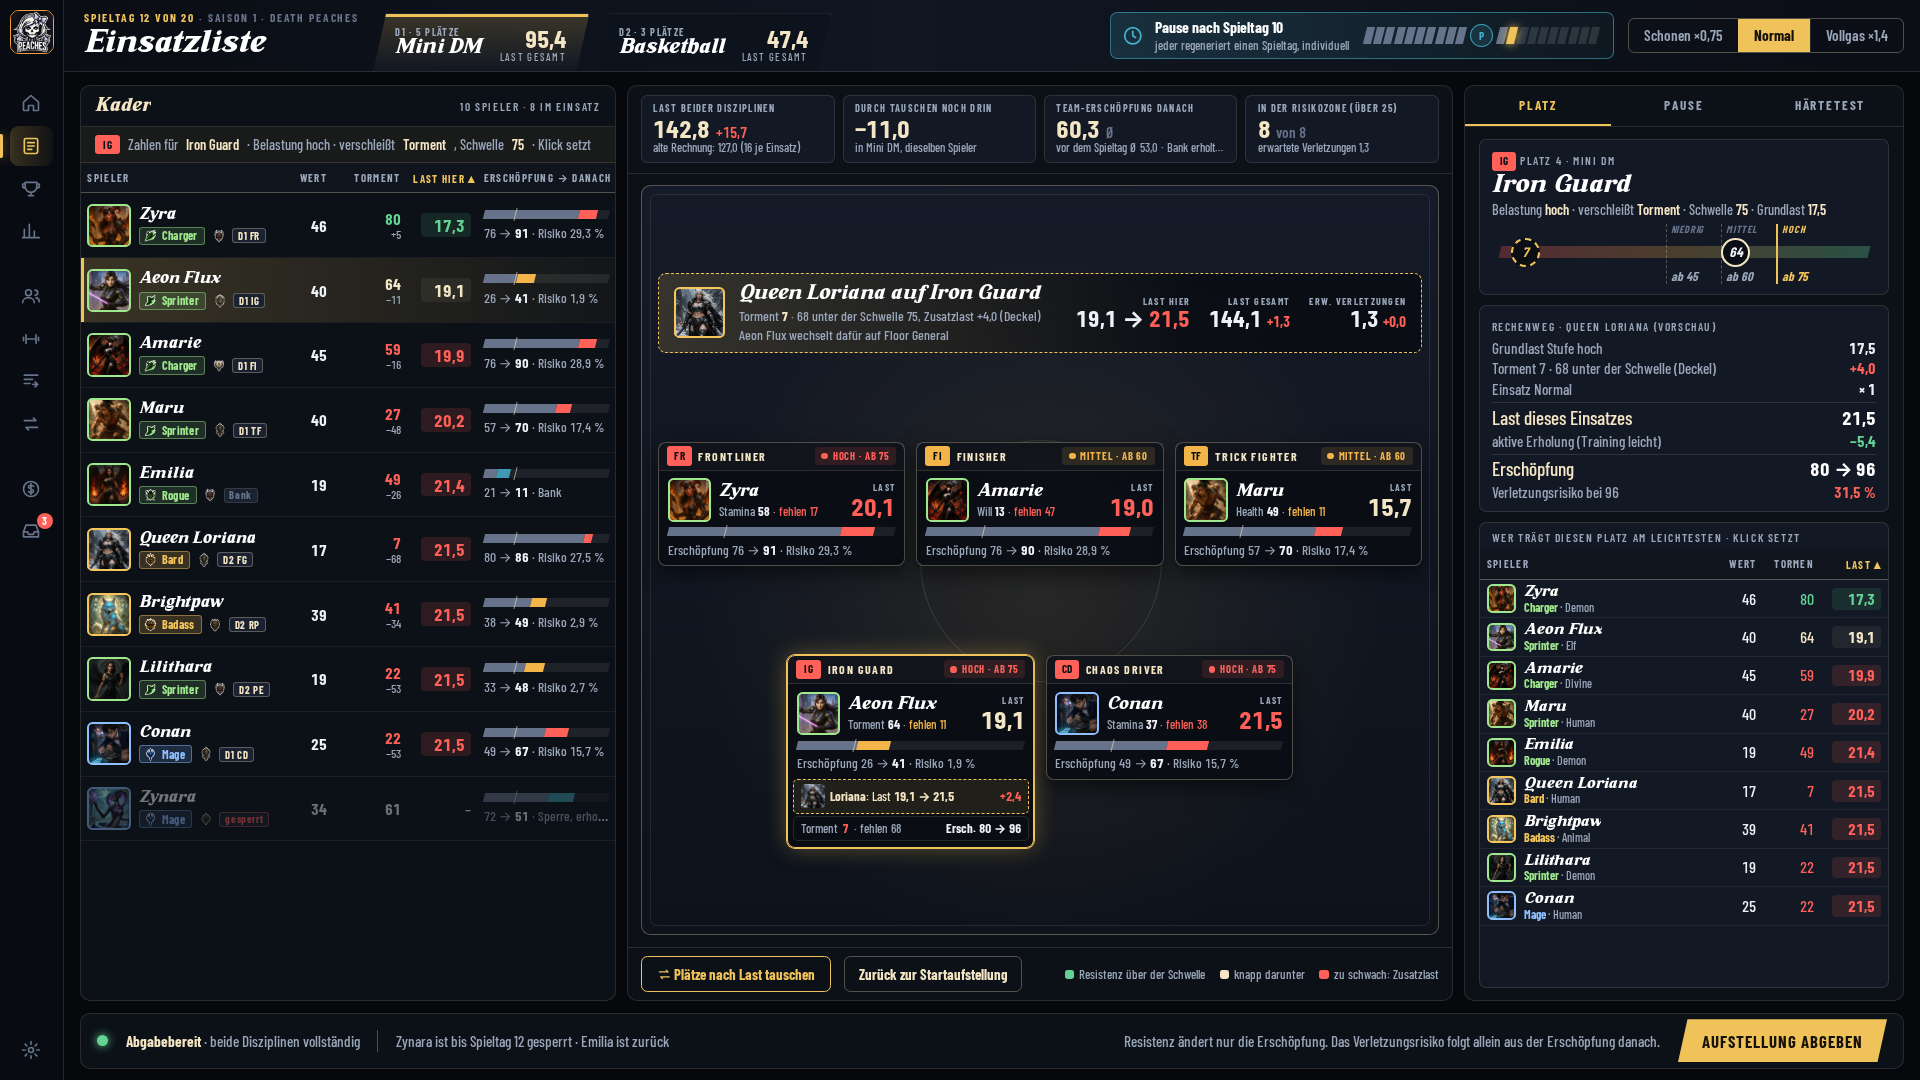 SPIELTAG 12 VON 20 · SAISON 1 · DEATH PEACHES
Einsatzliste
D1 · 5 PLÄTZE
Mini DM
95,4
LAST GESAMT
D2 · 3 PLÄTZE
Basketball
47,4
LAST GESAMT
Pause nach Spieltag 10
jeder regeneriert einen Spieltag, individuell
P
Schonen ×0,75
Normal
Vollgas ×1,4
PEACHES
3
Kader
10 SPIELER · 8 IM EINSATZ
IG Zahlen für Iron Guard · Belastung hoch · verschleißt Torment , Schwelle 75 · Klick setzt
SPIELER WERT TORMENT LAST HIER ▲ ERSCHÖPFUNG → DANACH
Zyra
Charger D1 FR
46
80
+5
17,3
76 → 91 · Risiko 29,3 %
Aeon Flux
Sprinter D1 IG
40
64
−11
19,1
26 → 41 · Risiko 1,9 %
Amarie
Charger D1 FI
45
59
−16
19,9
76 → 90 · Risiko 28,9 %
Maru
Sprinter D1 TF
40
27
−48
20,2
57 → 70 · Risiko 17,4 %
Emilia
Rogue Bank
19
49
−26
21,4
21 → 11 · Bank
Queen Loriana
Bard D2 FG
17
7
−68
21,5
80 → 86 · Risiko 27,5 %
Brightpaw
Badass D2 RP
39
41
−34
21,5
38 → 49 · Risiko 2,9 %
Lilithara
Sprinter D2 PE
19
22
−53
21,5
33 → 48 · Risiko 2,7 %
Conan
Mage D1 CD
25
22
−53
21,5
49 → 67 · Risiko 15,7 %
Zynara
Mage gesperrt
34
61
–
72 → 51 · Sperre, erho...
LAST BEIDER DISZIPLINEN
142,8 +15,7
alte Rechnung: 127,0 (16 je Einsatz)
DURCH TAUSCHEN NOCH DRIN
−11,0
in Mini DM, dieselben Spieler
TEAM-ERSCHÖPFUNG DANACH
60,3 Ø
vor dem Spieltag Ø 53,0 · Bank erholt...
IN DER RISIKOZONE (ÜBER 25)
8 von 8
erwartete Verletzungen 1,3
Queen Loriana auf Iron Guard
Torment 7 · 68 unter der Schwelle 75, Zusatzlast +4,0 (Deckel)
Aeon Flux wechselt dafür auf Floor General
LAST HIER
19,1 → 21,5
LAST GESAMT
144,1 +1,3
ERW. VERLETZUNGEN
1,3 +0,0
FR FRONTLINER HOCH · AB 75
Zyra
Stamina 58 · fehlen 17
LAST
20,1
Erschöpfung 76 → 91 · Risiko 29,3 %
FI FINISHER MITTEL · AB 60
Amarie
Will 13 · fehlen 47
LAST
19,0
Erschöpfung 76 → 90 · Risiko 28,9 %
TF TRICK FIGHTER MITTEL · AB 60
Maru
Health 49 · fehlen 11
LAST
15,7
Erschöpfung 57 → 70 · Risiko 17,4 %
IG IRON GUARD HOCH · AB 75
Aeon Flux
Torment 64 · fehlen 11
LAST
19,1
Erschöpfung 26 → 41 · Risiko 1,9 %
Loriana: Last 19,1 → 21,5 +2,4
Torment 7 · fehlen 68 Ersch. 80 → 96
CD CHAOS DRIVER HOCH · AB 75
Conan
Stamina 37 · fehlen 38
LAST
21,5
Erschöpfung 49 → 67 · Risiko 15,7 %
Plätze nach Last tauschen
Zurück zur Startaufstellung
Resistenz über der Schwelle
knapp darunter
zu schwach: Zusatzlast
PLATZ
PAUSE
HÄRTETEST
IG PLATZ 4 · MINI DM
Iron Guard
Belastung hoch · verschleißt Torment · Schwelle 75 · Grundlast 17,5
NIEDRIG MITTEL HOCH
7 64
ab 45 ab 60 ab 75
RECHENWEG · QUEEN LORIANA (VORSCHAU)
Grundlast Stufe hoch 17,5
Torment 7 · 68 unter der Schwelle (Deckel) +4,0
Einsatz Normal × 1
Last dieses Einsatzes 21,5
aktive Erholung (Training leicht) −5,4
Erschöpfung 80 → 96
Verletzungsrisiko bei 96 31,5 %
WER TRÄGT DIESEN PLATZ AM LEICHTESTEN · KLICK SETZT
SPIELER WERT TORMEN LAST ▲
Zyra
Charger · Demon
46 80 17,3
Aeon Flux
Sprinter · Elf
40 64 19,1
Amarie
Charger · Divine
45 59 19,9
Maru
Sprinter · Human
40 27 20,2
Emilia
Rogue · Demon
19 49 21,4
Queen Loriana
Bard · Human
17 7 21,5
Brightpaw
Badass · Animal
39 41 21,5
Lilithara
Sprinter · Demon
19 22 21,5
Conan
Mage · Human
25 22 21,5
Abgabebereit · beide Disziplinen vollständig
Zynara ist bis Spieltag 12 gesperrt · Emilia ist zurück
Resistenz ändert nur die Erschöpfung. Das Verletzungsrisiko folgt allein aus der Erschöpfung danach.
AUFSTELLUNG ABGEBEN